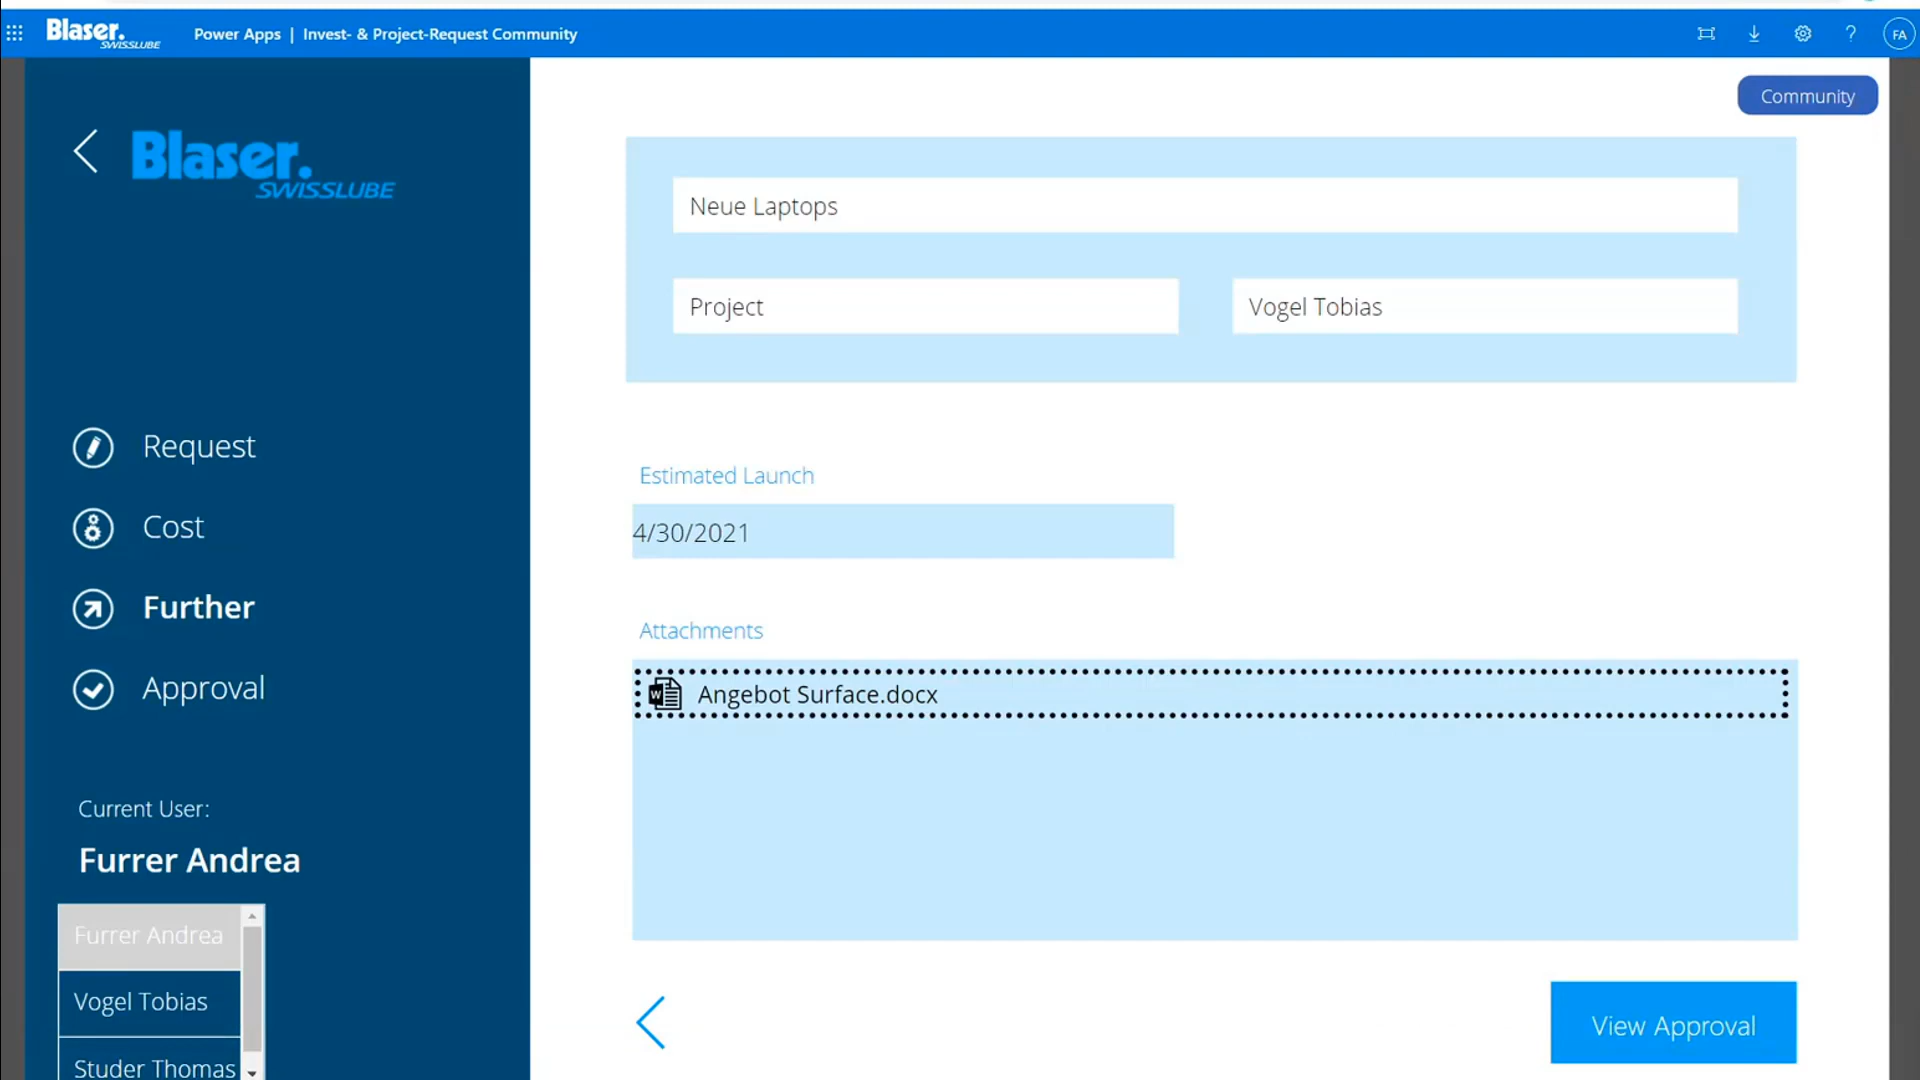 Blaser.
SWISSLUBE
Power Apps | Invest- & Project-Request Community
?
FA
Community
Blaser.
SWISSLUBE
Neue Laptops
Project
Vogel Tobias
Request
Cost
Further
Approval
Estimated Launch
4/30/2021
Attachments
W
Angebot Surface.docx
Current User:
Furrer Andrea
Furrer Andrea
Vogel Tobias
Studer Thomas
View Approval